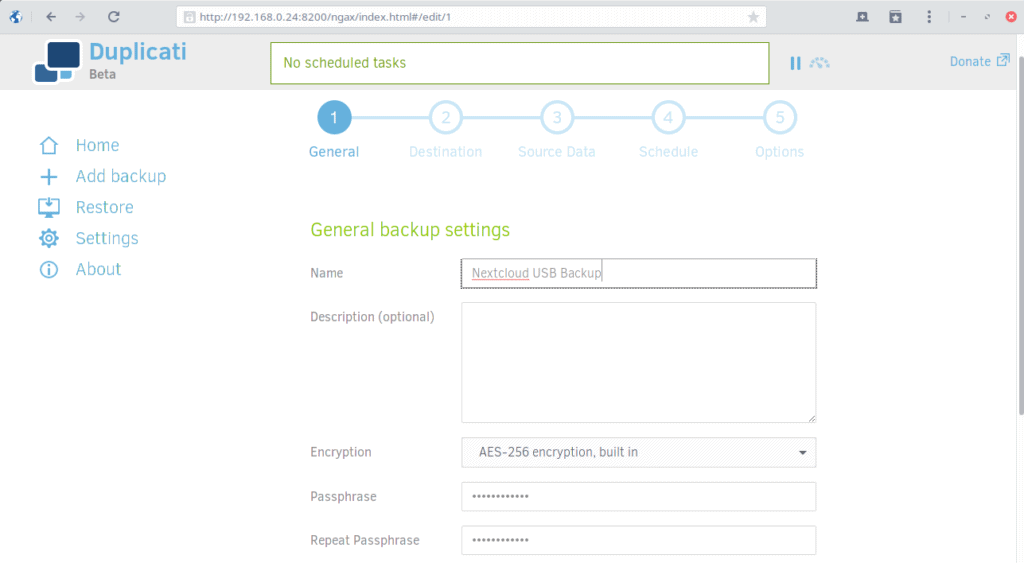 http://192.168.0.24:8200/ngax/index.html#/edit/1
Duplicati
Beta
No scheduled tasks
Donate
1 2 3 4 5
General Destination Source Data Schedule Options
Home
Add backup
Restore
Settings
About
General backup settings
Name Nextcloud USB Backup
Description (optional)
Encryption AES-256 encryption, built in
Passphrase ••••••••••••
Repeat Passphrase ••••••••••••